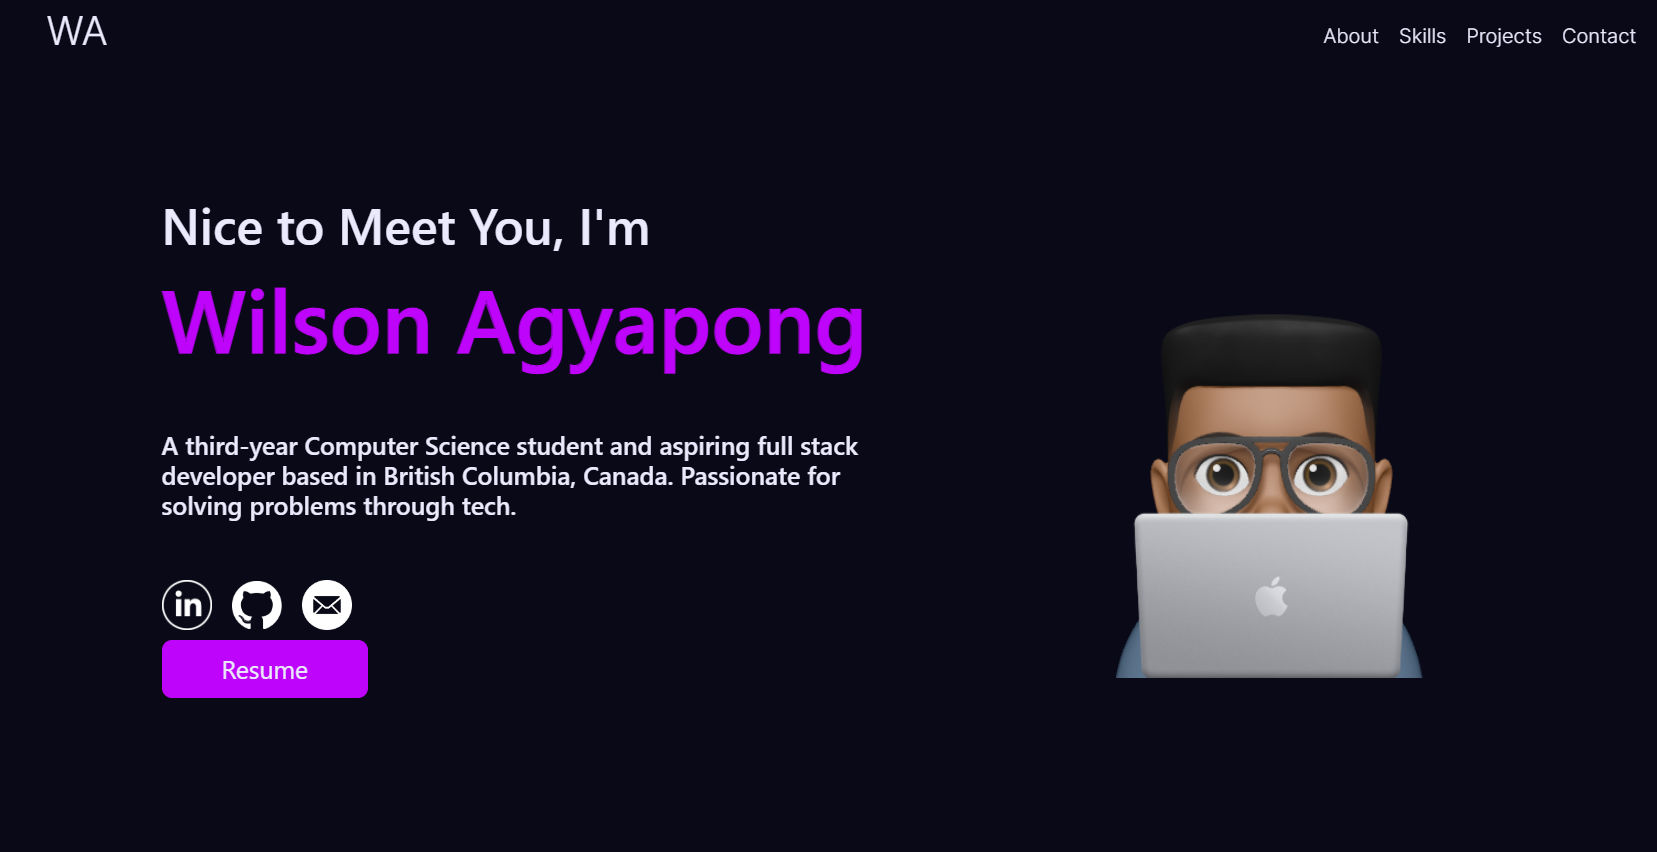 WA
About Skills Projects Contact
Nice to Meet You, I'm
Wilson Agyapong
A third-year Computer Science student and aspiring full stack
developer based in British Columbia, Canada. Passionate for
solving problems through tech.
in
Resume